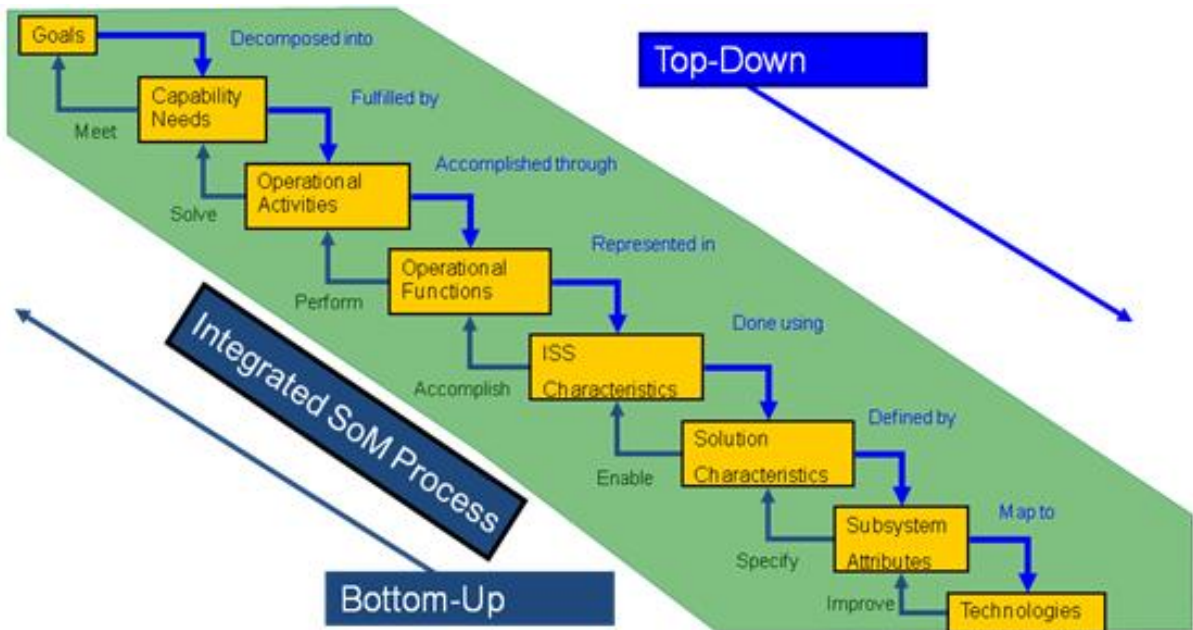 Goals
Decomposed into
Top-Down
Capability
Needs
Fulfilled by
Meet
Operational
Activities
Accomplished through
Solve
Operational
Functions
Represented in
Perform
ISS
Characteristics
Done using
Accomplish
Integrated SoM Process
Solution
Characteristics
Defined by
Enable
Subsystem
Attributes
Map to
Specify
Bottom-Up
Improve
Technologies